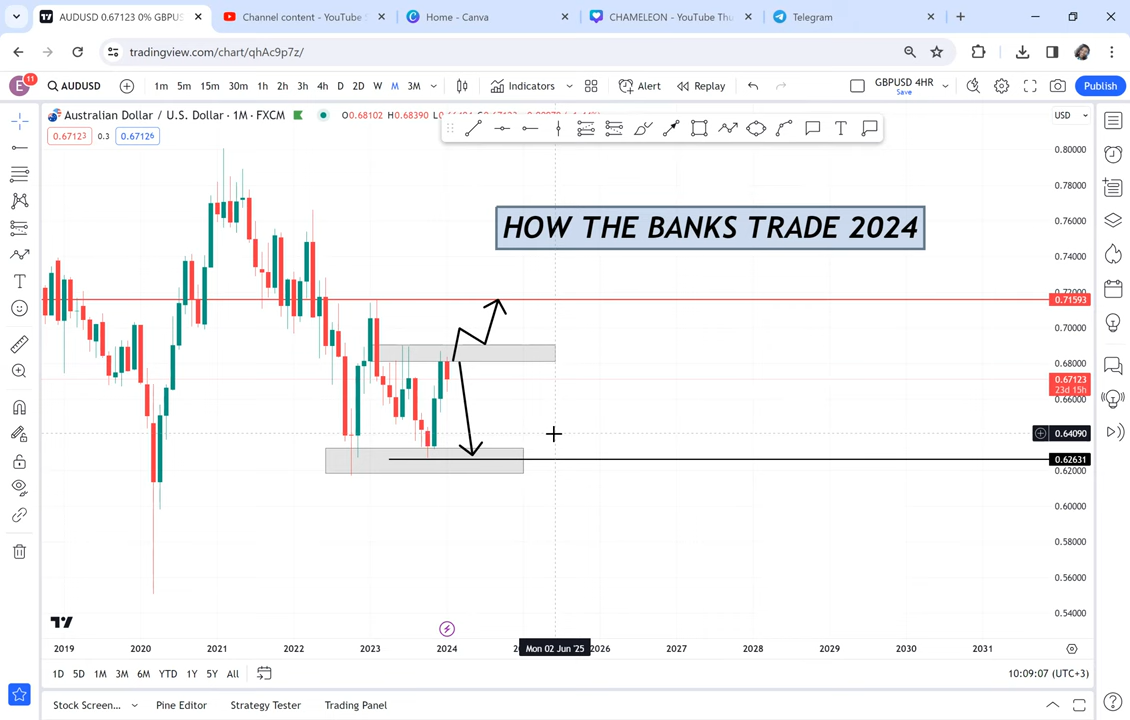 AUDUSD 0.67123 0% GBPUS
Channel content - YouTube S
Home - Canva
CHAMELEON - YouTube Thu
Telegram
tradingview.com/chart/qhAc9p7z/
E 11
AUDUSD
1m 5m 15m 30m 1h 2h 3h 4h D 2D W M 3M
Indicators
Alert
Replay
GBPUSD 4HR
Save
Publish
Australian Dollar / U.S. Dollar · 1M · FXCM
O0.68102 H0.68390
0.67123 0.3 0.67126
USD
HOW THE BANKS TRADE 2024
0.80000
0.78000
0.76000
0.74000
0.72000
0.71593
0.70000
0.68000
0.67123
23d 15h
0.66000
0.64090
0.62631
0.62000
0.60000
0.58000
0.56000
0.54000
2019 2020 2021 2022 2023 2024 Mon 02 Jun '25 2026 2027 2028 2029 2030 2031
1D 5D 1M 3M 6M YTD 1Y 5Y All
10:09:07 (UTC+3)
Stock Screen... Pine Editor Strategy Tester Trading Panel